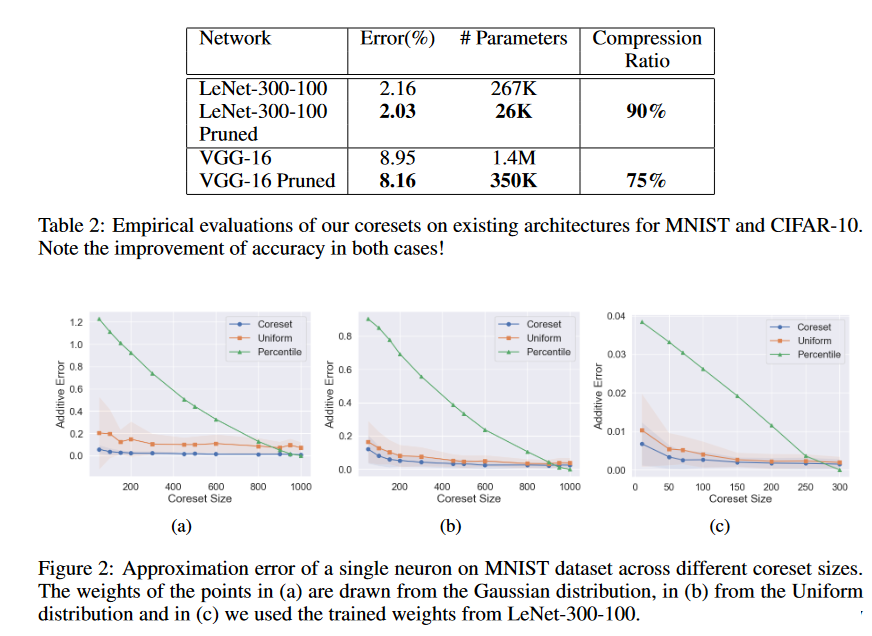 Network Error(%) # Parameters Compression
Ratio
LeNet-300-100 2.16 267K
LeNet-300-100 2.03 26K 90%
Pruned
VGG-16 8.95 1.4M
VGG-16 Pruned 8.16 350K 75%
Table 2: Empirical evaluations of our coresets on existing architectures for MNIST and CIFAR-10.
Note the improvement of accuracy in both cases!
Additive Error
1.2
1.0
0.8
0.6
0.4
0.2
0.0
Coreset
Uniform
Percentile
200 400 600 800 1000
Coreset Size
(a)
Additive Error
0.8
0.6
0.4
0.2
0.0
Coreset
Uniform
Percentile
200 400 600 800 1000
Coreset Size
(b)
Additive Error
0.04
0.03
0.02
0.01
0.00
Coreset
Uniform
Percentile
0 50 100 150 200 250 300
Coreset Size
(c)
Figure 2: Approximation error of a single neuron on MNIST dataset across different coreset sizes.
The weights of the points in (a) are drawn from the Gaussian distribution, in (b) from the Uniform
distribution and in (c) we used the trained weights from LeNet-300-100.